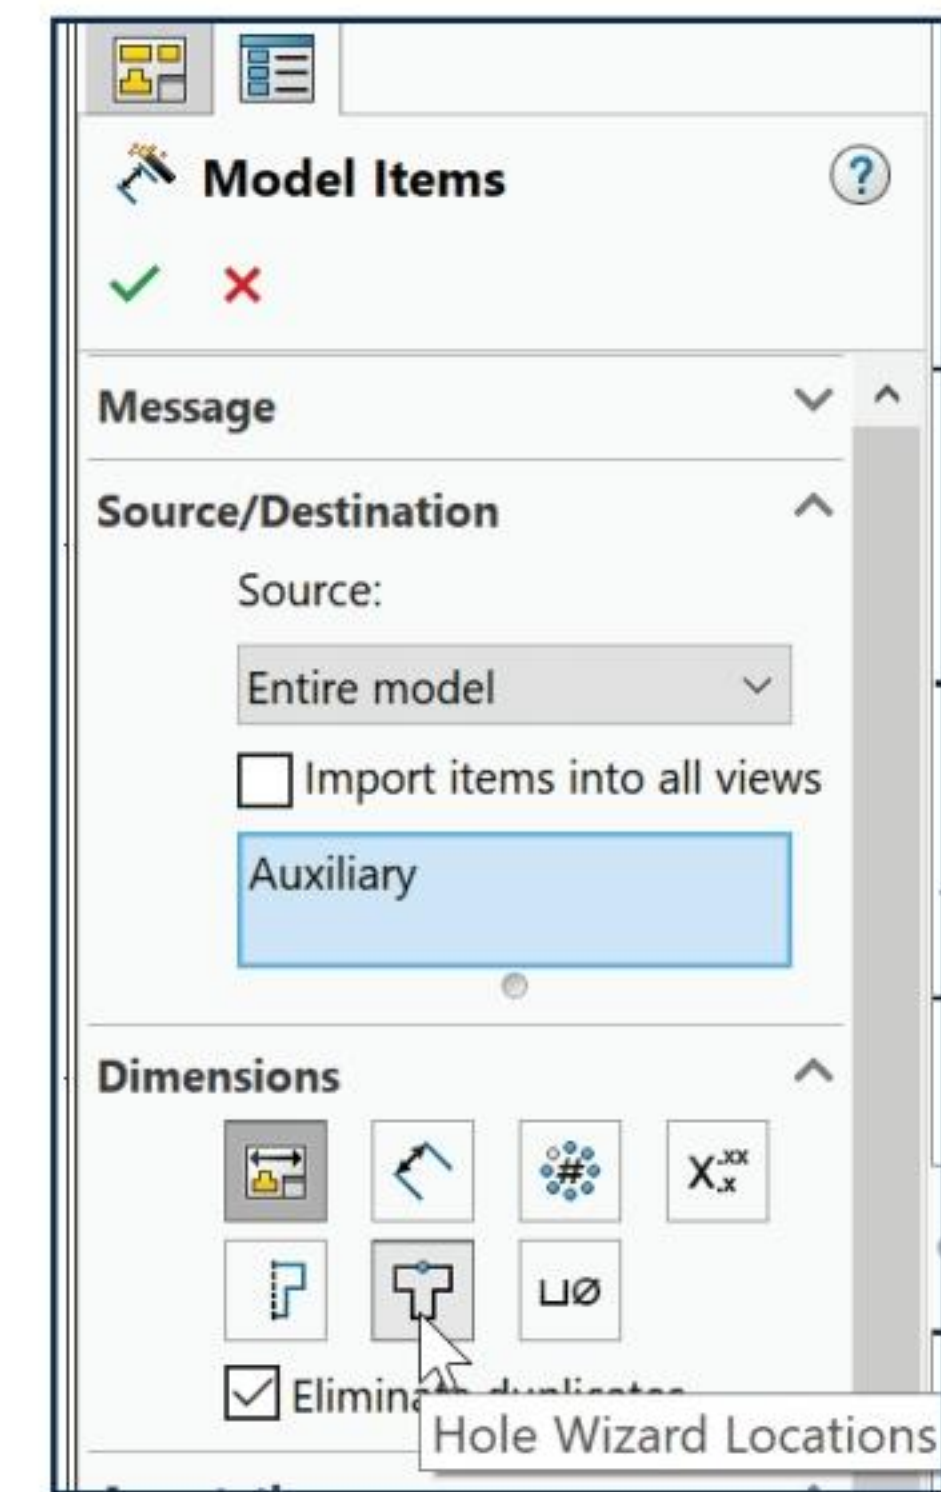 Model Items
?
Message
Source/Destination
Source:
Entire model
Import items into all views
Auxiliary
Dimensions
# X.xx .x
⊔Ø
Hole Wizard Locations